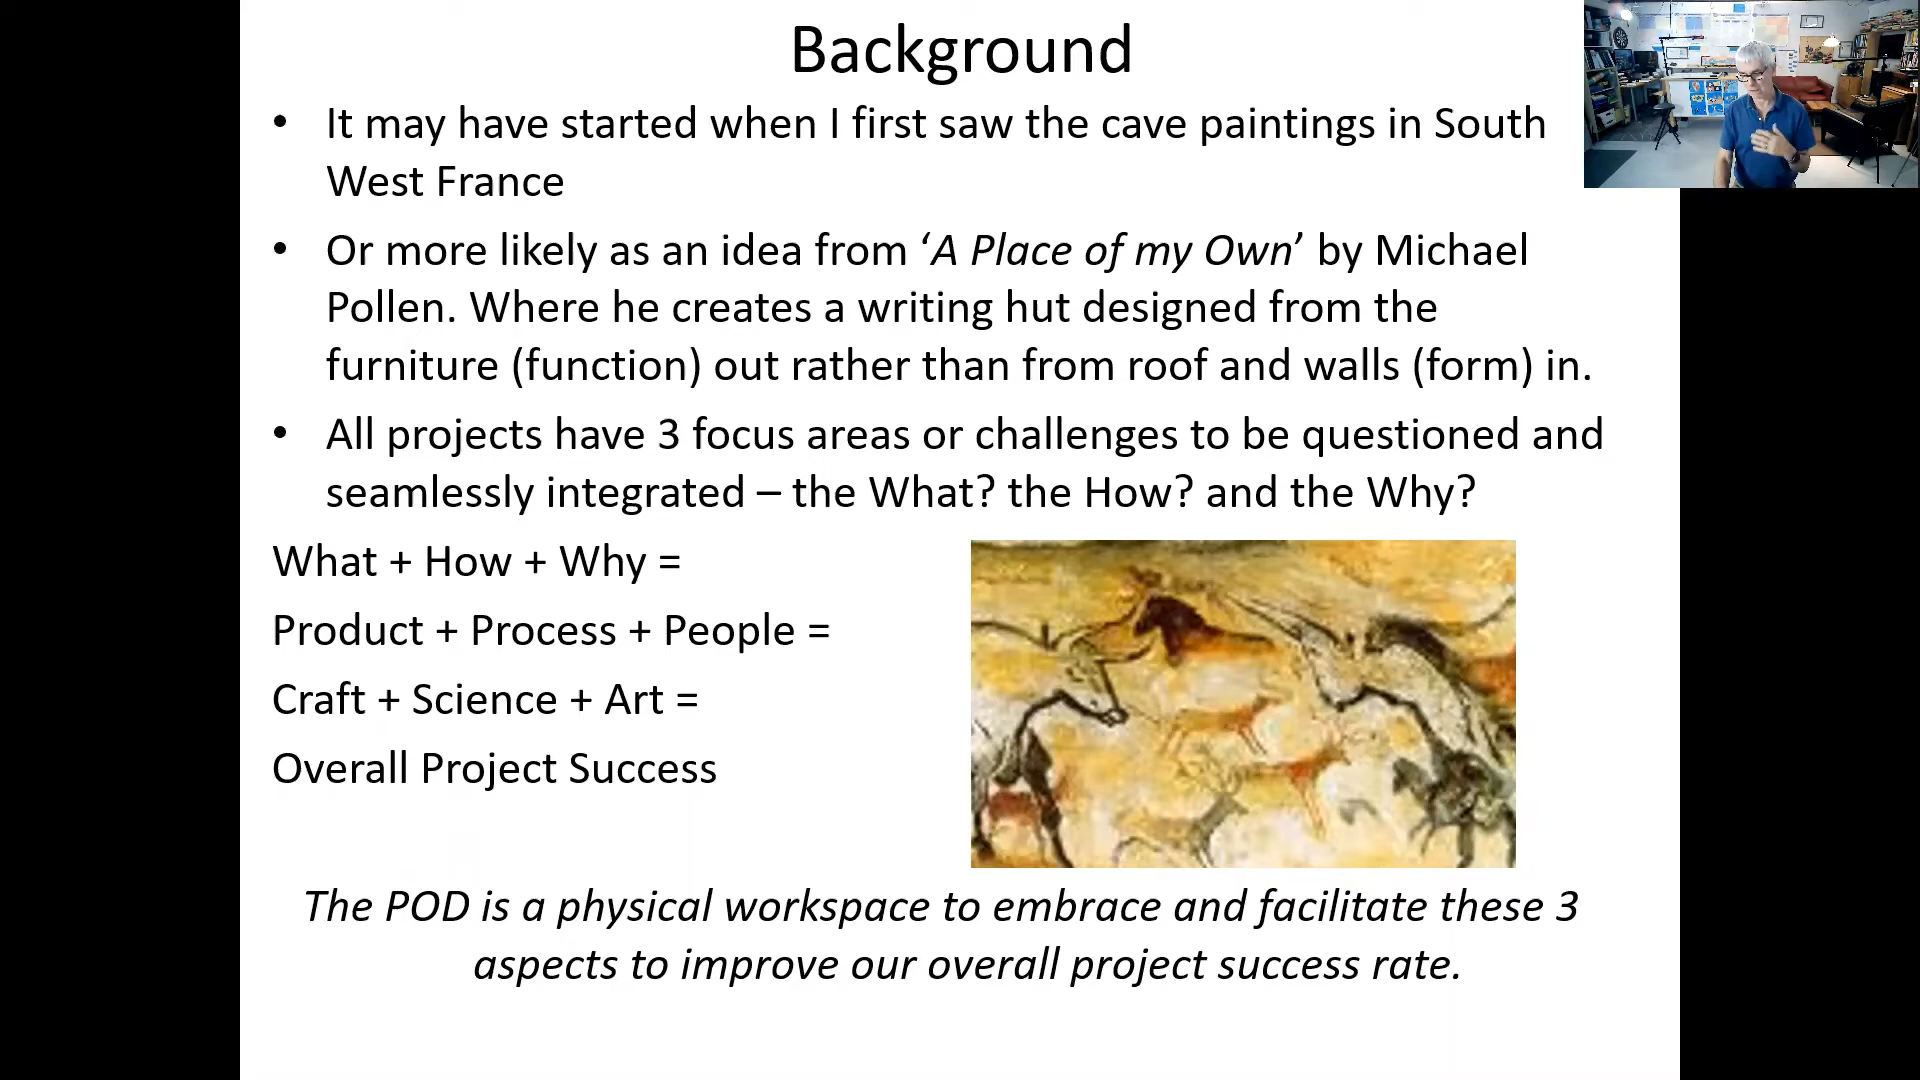 Background
• It may have started when I first saw the cave paintings in South
West France
• Or more likely as an idea from ‘A Place of my Own’ by Michael
Pollen. Where he creates a writing hut designed from the
furniture (function) out rather than from roof and walls (form) in.
• All projects have 3 focus areas or challenges to be questioned and
seamlessly integrated – the What? the How? and the Why?
What + How + Why =
Product + Process + People =
Craft + Science + Art =
Overall Project Success
The POD is a physical workspace to embrace and facilitate these 3
aspects to improve our overall project success rate.